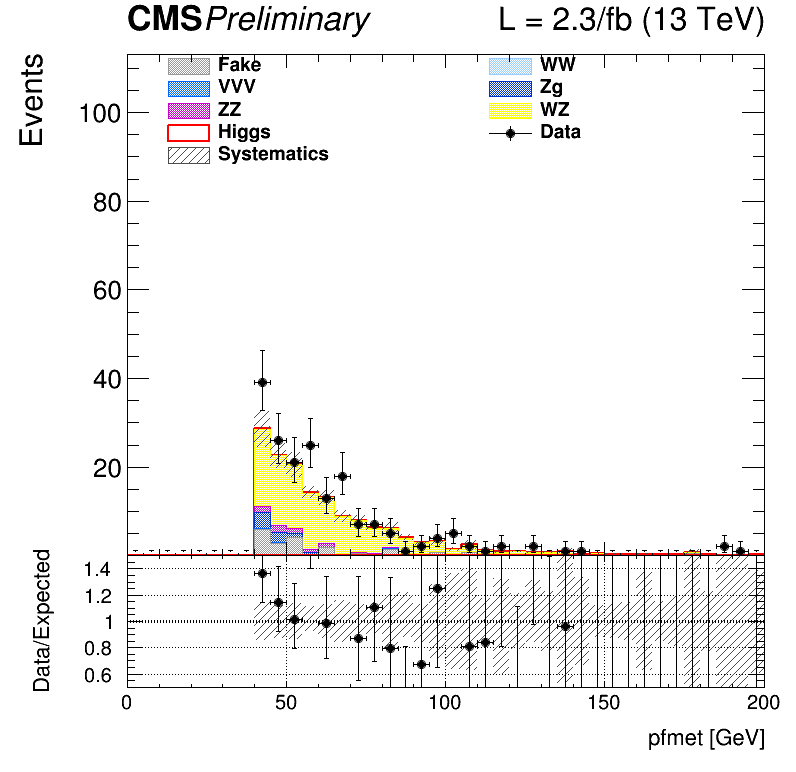 CMSPreliminary L = 2.3/fb (13 TeV)
Events
100
80
60
40
20
Fake WW
VVV Zg
ZZ WZ
Higgs Data
Systematics
Data/Expected
1.4
1.2
1
0.8
0.6
0 50 100 150 200
pfmet [GeV]